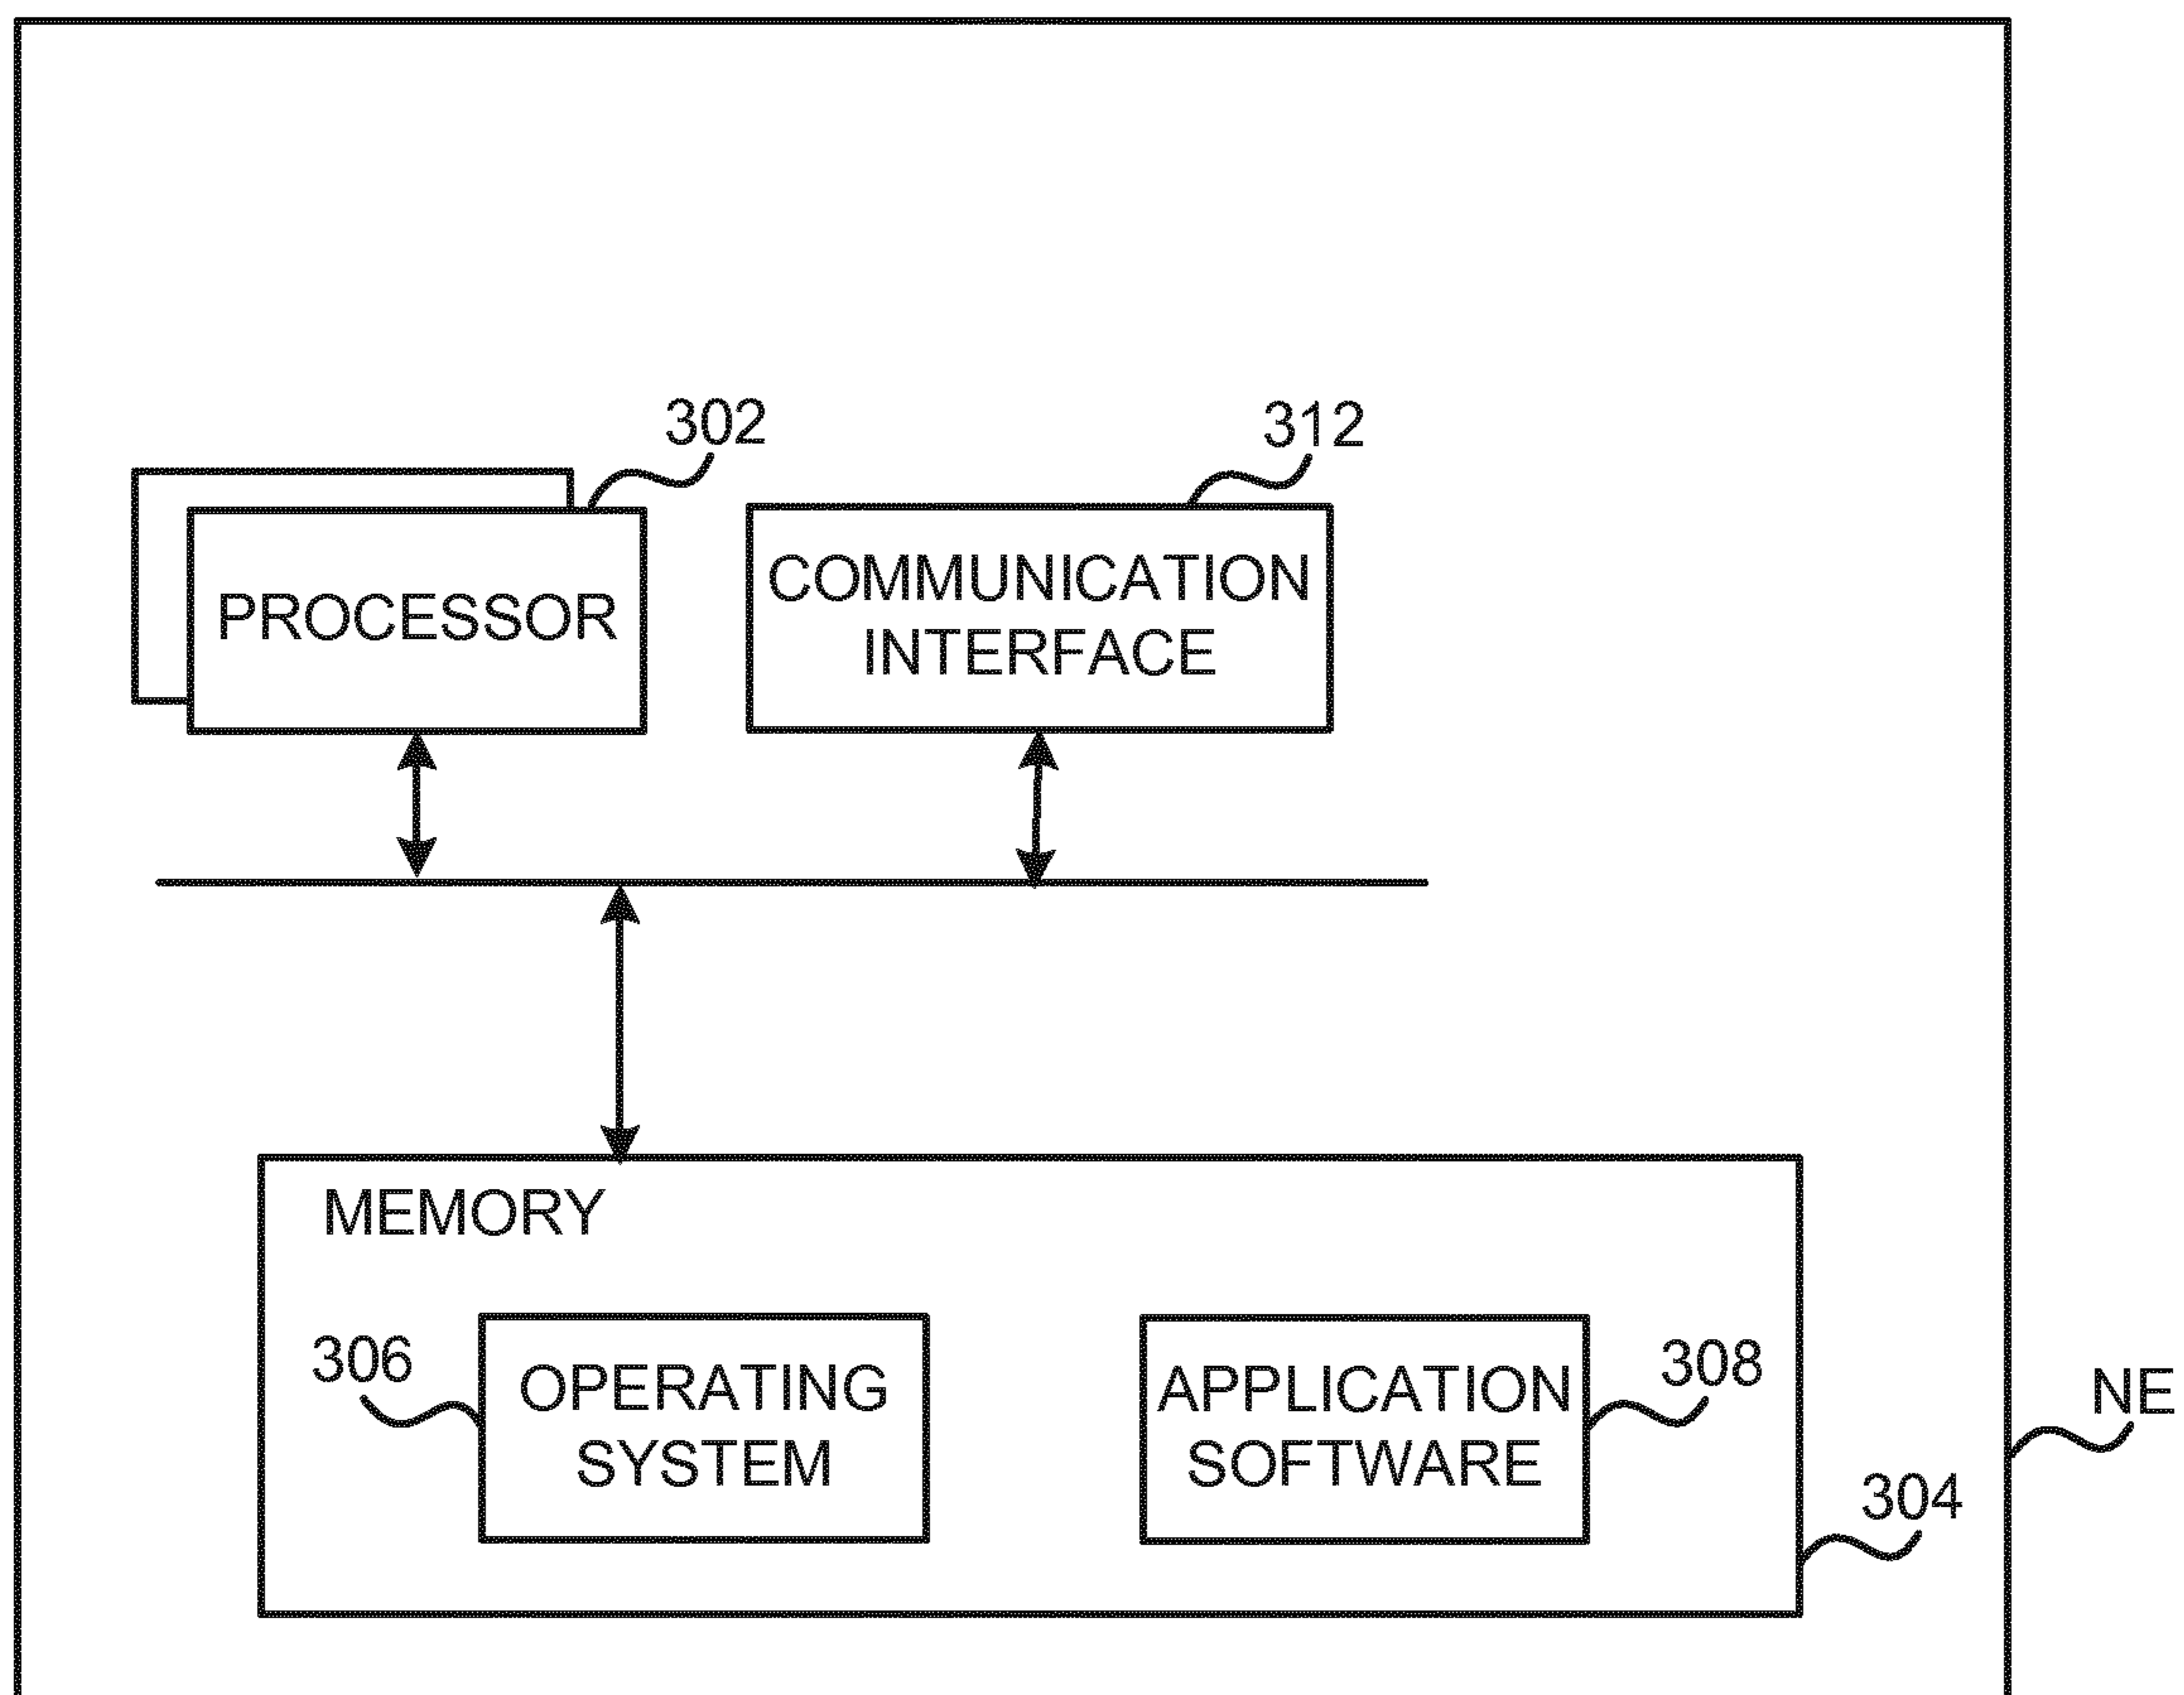 302
312
PROCESSOR
COMMUNICATION
INTERFACE
MEMORY
306
OPERATING
SYSTEM
APPLICATION
SOFTWARE
308
NE
304